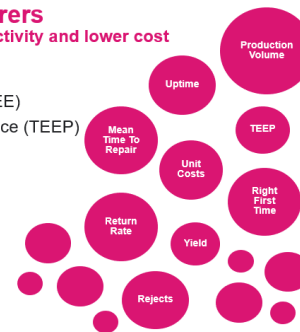 rers
ctivity and lower cost
EE)
ce (TEEP)
Production
Volume
Uptime
TEEP
Mean
Time To
Repair
Unit
Costs
Right
First
Time
Return
Rate
Yield
Rejects